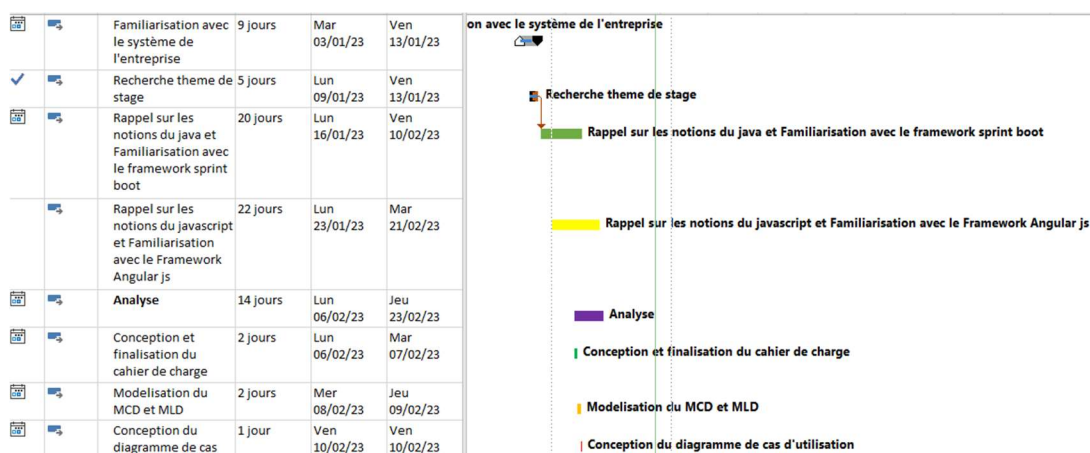 Familiarisation avec 9 jours Mar Ven on avec le système de l'entreprise
le système de 03/01/23 13/01/23
l'entreprise
Recherche theme de 5 jours Lun Ven
stage 09/01/23 13/01/23 Recherche theme de stage
Rappel sur les 20 jours Lun Ven
notions du java et 16/01/23 10/02/23 Rappel sur les notions du java et Familiarisation avec le framework sprint boot
Familiarisation avec
le framework sprint
boot
Rappel sur les 22 jours Lun Mar
notions du javascript 23/01/23 21/02/23 Rappel sur les notions du javascript et Familiarisation avec le Framework Angular js
et Familiarisation
avec le Framework
Angular js
Analyse 14 jours Lun Jeu
06/02/23 23/02/23 Analyse
Conception et 2 jours Lun Mar
finalisation du 06/02/23 07/02/23 Conception et finalisation du cahier de charge
cahier de charge
Modelisation du 2 jours Mer Jeu
MCD et MLD 08/02/23 09/02/23 Modelisation du MCD et MLD
Conception du 1 jour Ven Ven
diagramme de cas 10/02/23 10/02/23 Conception du diagramme de cas d'utilisation